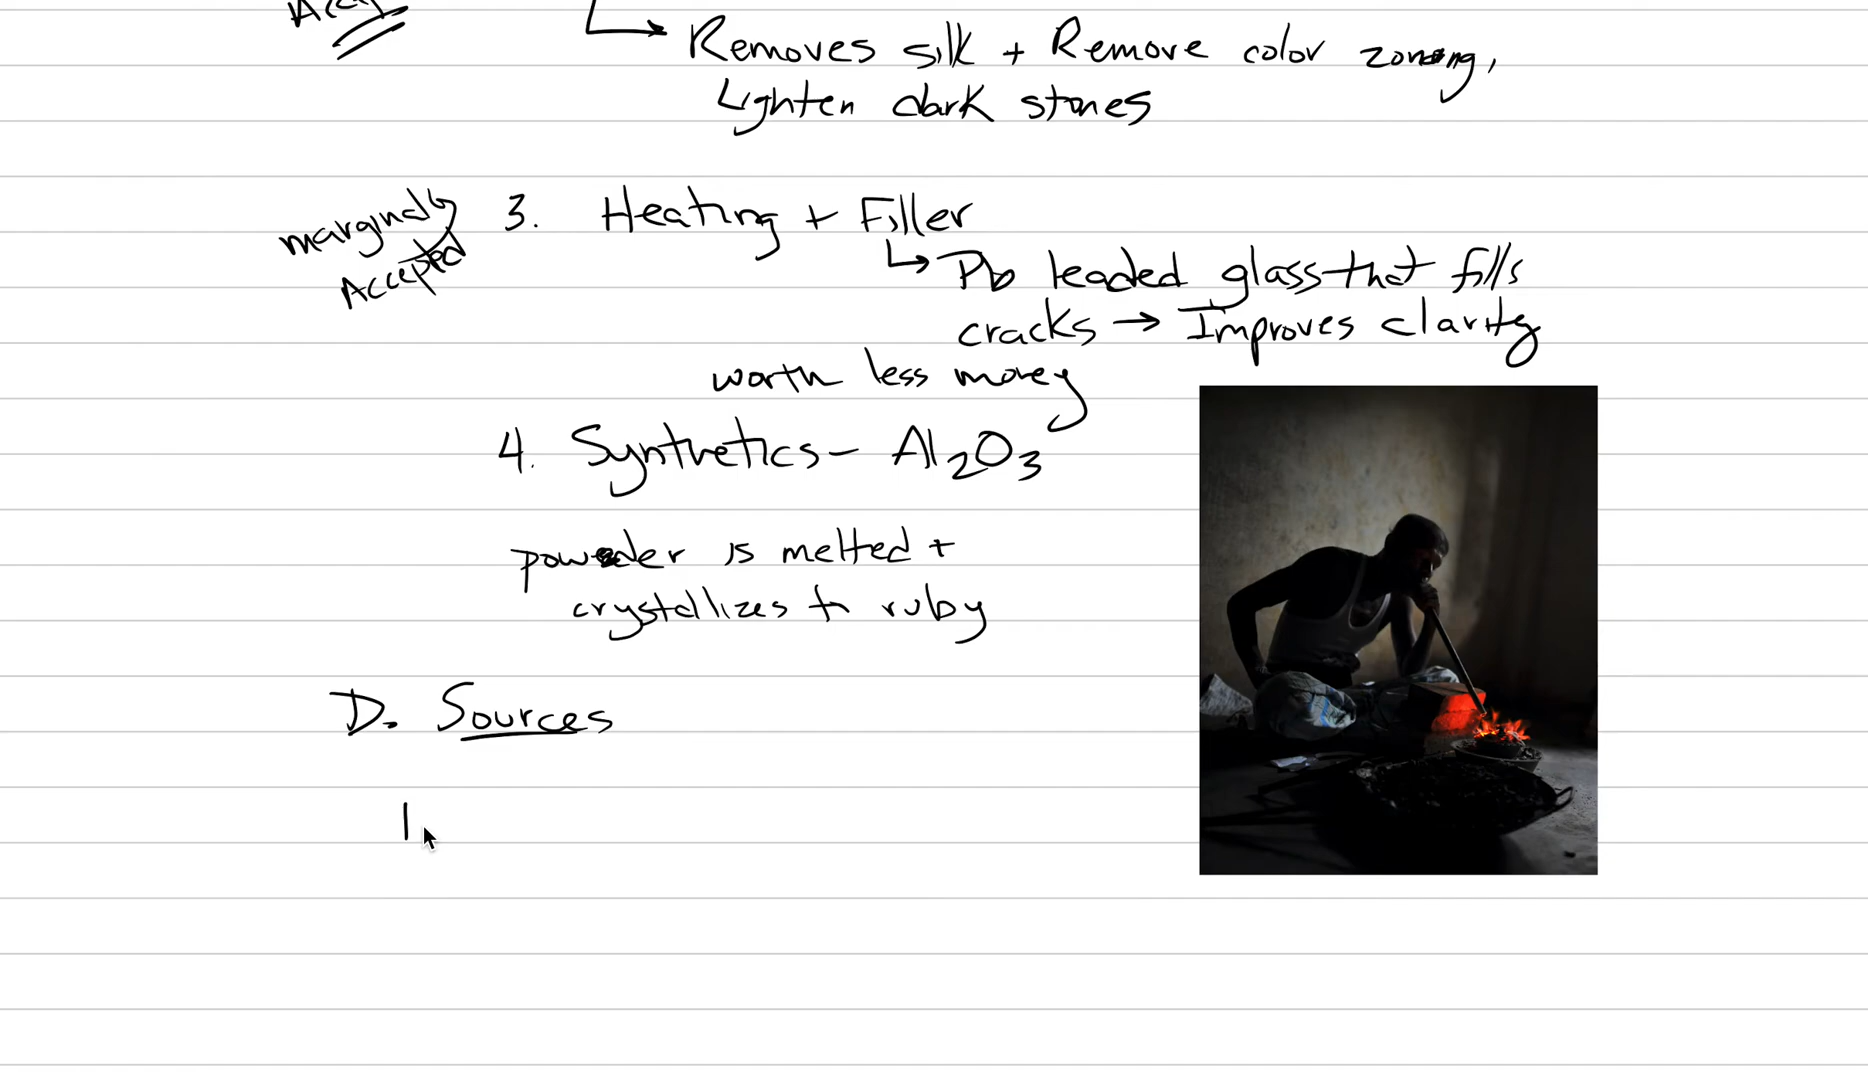 Removes silk + Remove color zoning,
Lighten dark stones
marginally
Accepted
3. Heating + Filler
↳ Pb leaded glass that fills
cracks → Improves clarity
worth less money
4. Synthetics - Al2O3
powder is melted +
crystallizes to ruby
D. Sources
1